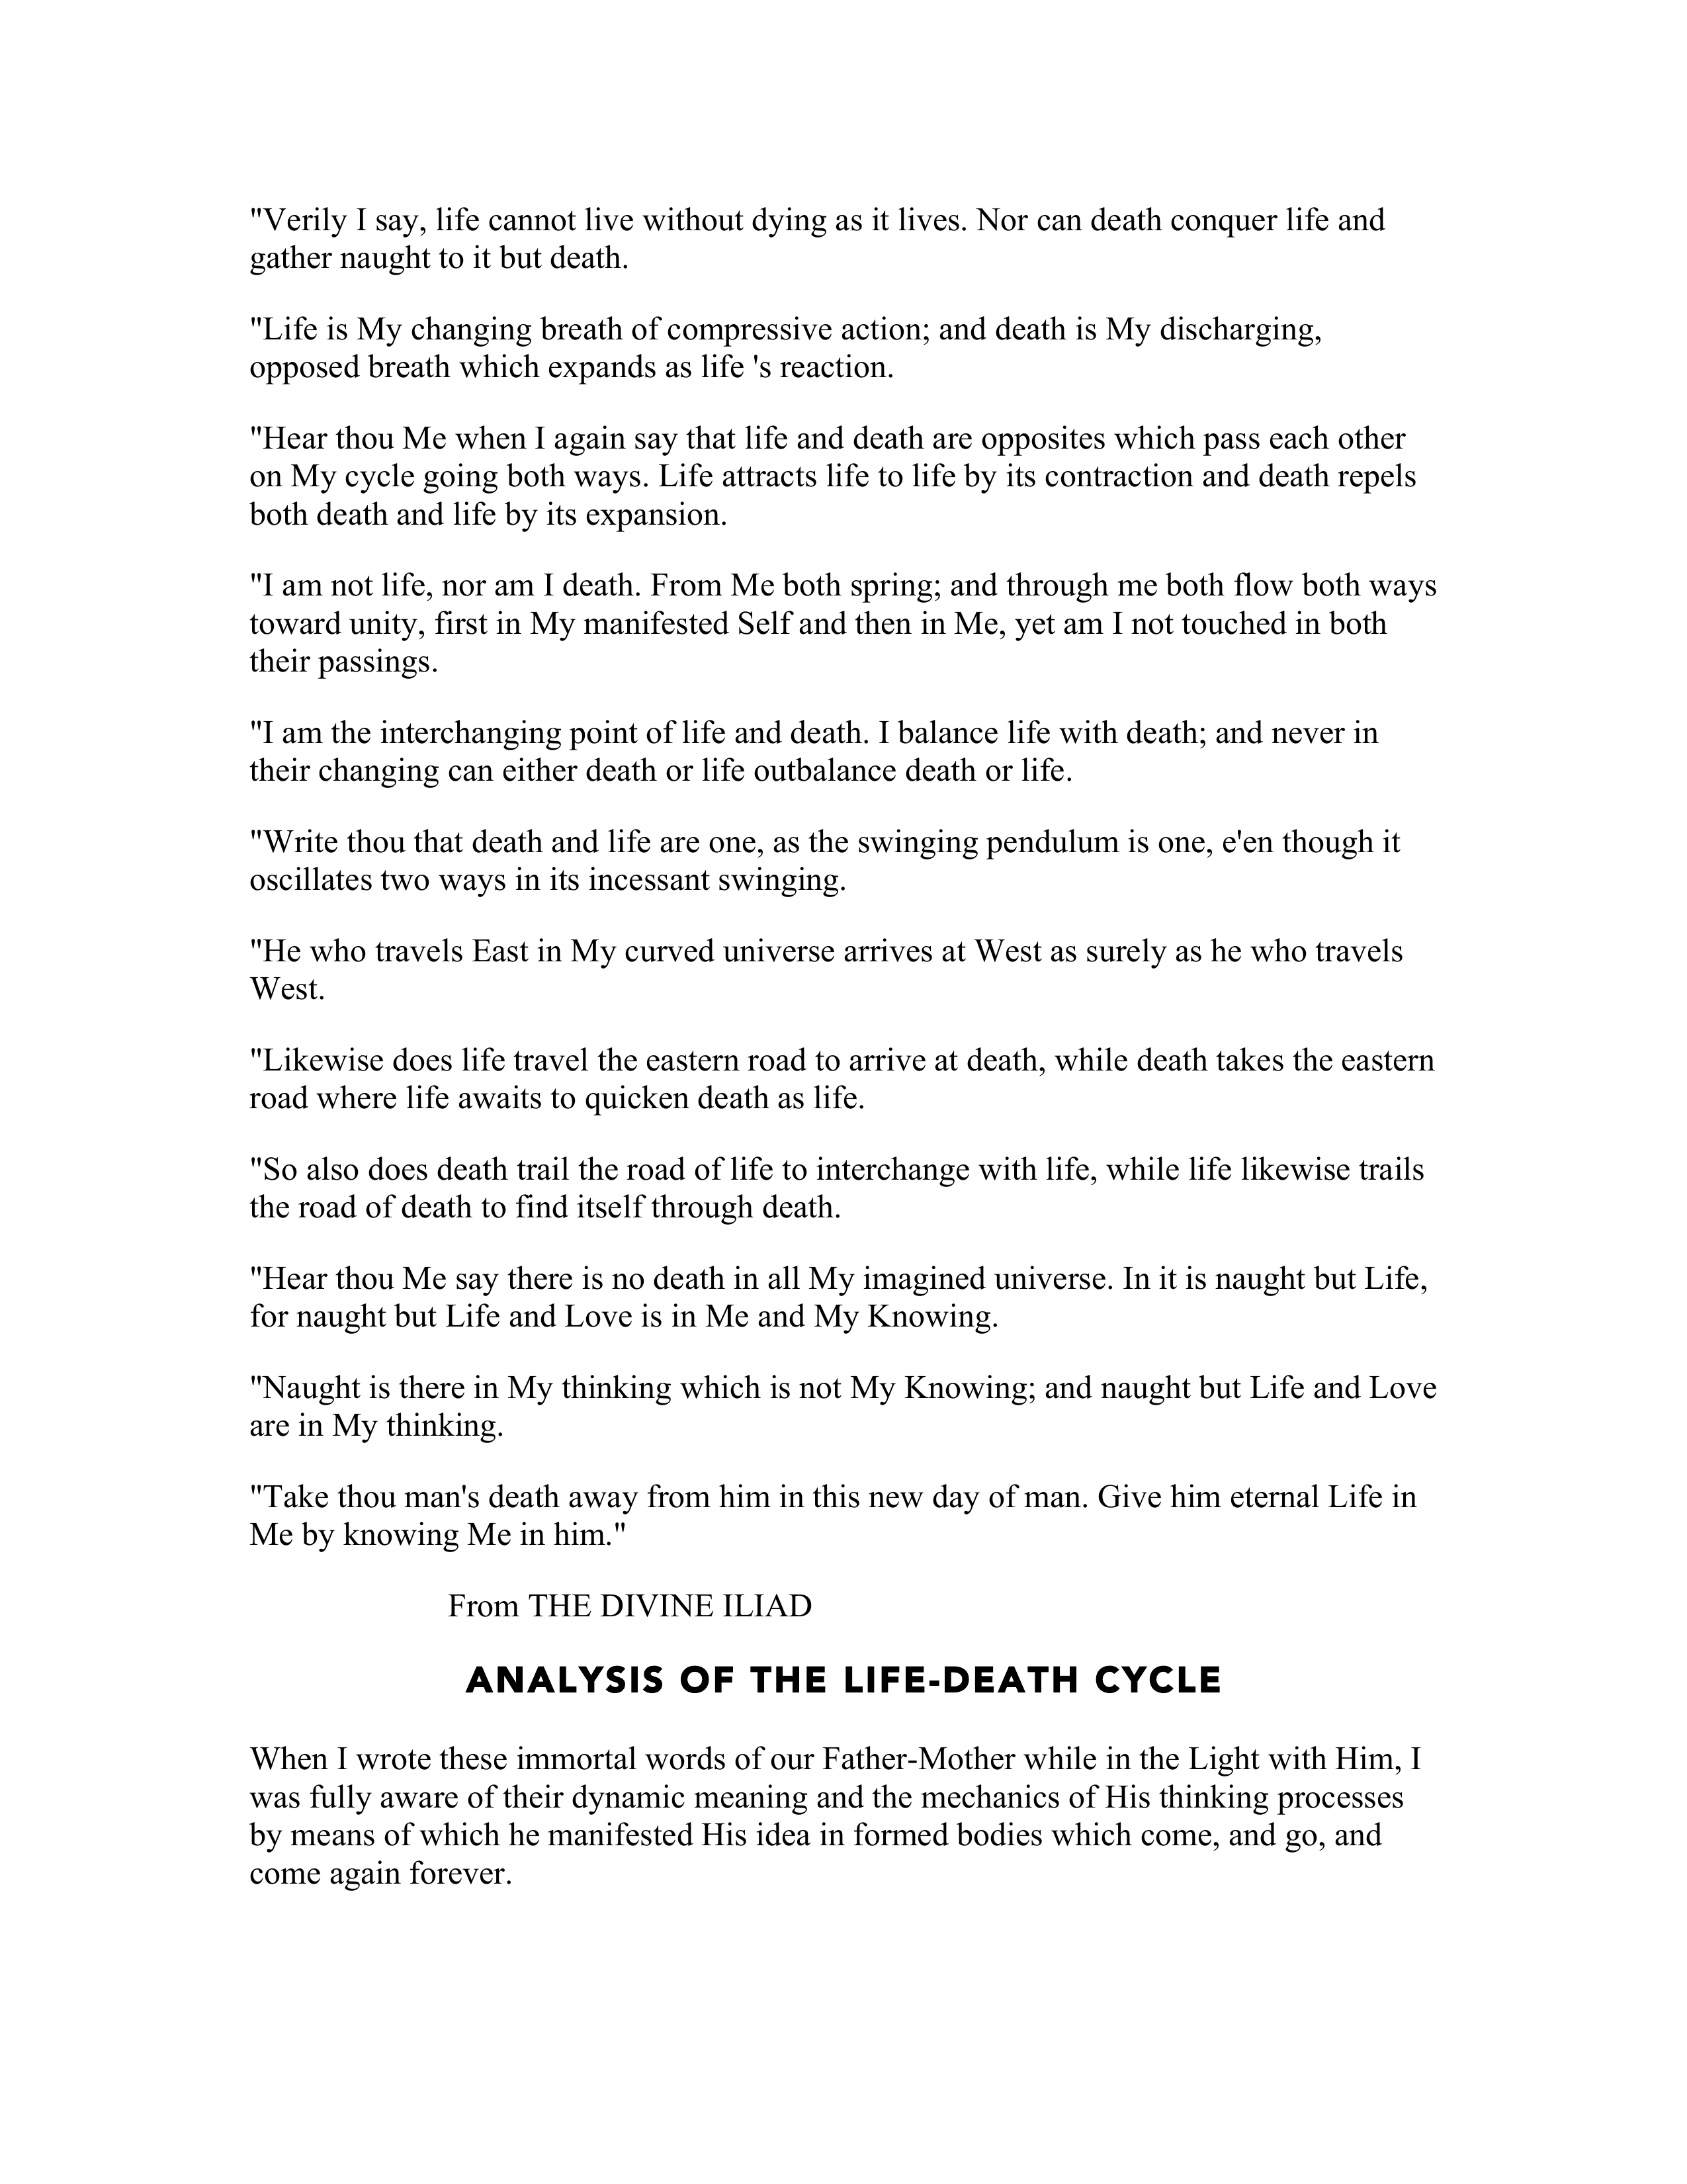 "Verily I say, life cannot live without dying as it lives. Nor can death conquer life and
gather naught to it but death.
"Life is My changing breath of compressive action; and death is My discharging,
opposed breath which expands as life 's reaction.
"Hear thou Me when I again say that life and death are opposites which pass each other
on My cycle going both ways. Life attracts life to life by its contraction and death repels
both death and life by its expansion.
"I am not life, nor am I death. From Me both spring; and through me both flow both ways
toward unity, first in My manifested Self and then in Me, yet am I not touched in both
their passings.
"I am the interchanging point of life and death. I balance life with death; and never in
their changing can either death or life outbalance death or life.
"Write thou that death and life are one, as the swinging pendulum is one, e'en though it
oscillates two ways in its incessant swinging.
"He who travels East in My curved universe arrives at West as surely as he who travels
West.
"Likewise does life travel the eastern road to arrive at death, while death takes the eastern
road where life awaits to quicken death as life.
"So also does death trail the road of life to interchange with life, while life likewise trails
the road of death to find itself through death.
"Hear thou Me say there is no death in all My imagined universe. In it is naught but Life,
for naught but Life and Love is in Me and My Knowing.
"Naught is there in My thinking which is not My Knowing; and naught but Life and Love
are in My thinking.
"Take thou man's death away from him in this new day of man. Give him eternal Life in
Me by knowing Me in him."
From THE DIVINE ILIAD
ANALYSIS OF THE LIFE-DEATH CYCLE
When I wrote these immortal words of our Father-Mother while in the Light with Him, I
was fully aware of their dynamic meaning and the mechanics of His thinking processes
by means of which he manifested His idea in formed bodies which come, and go, and
come again forever.